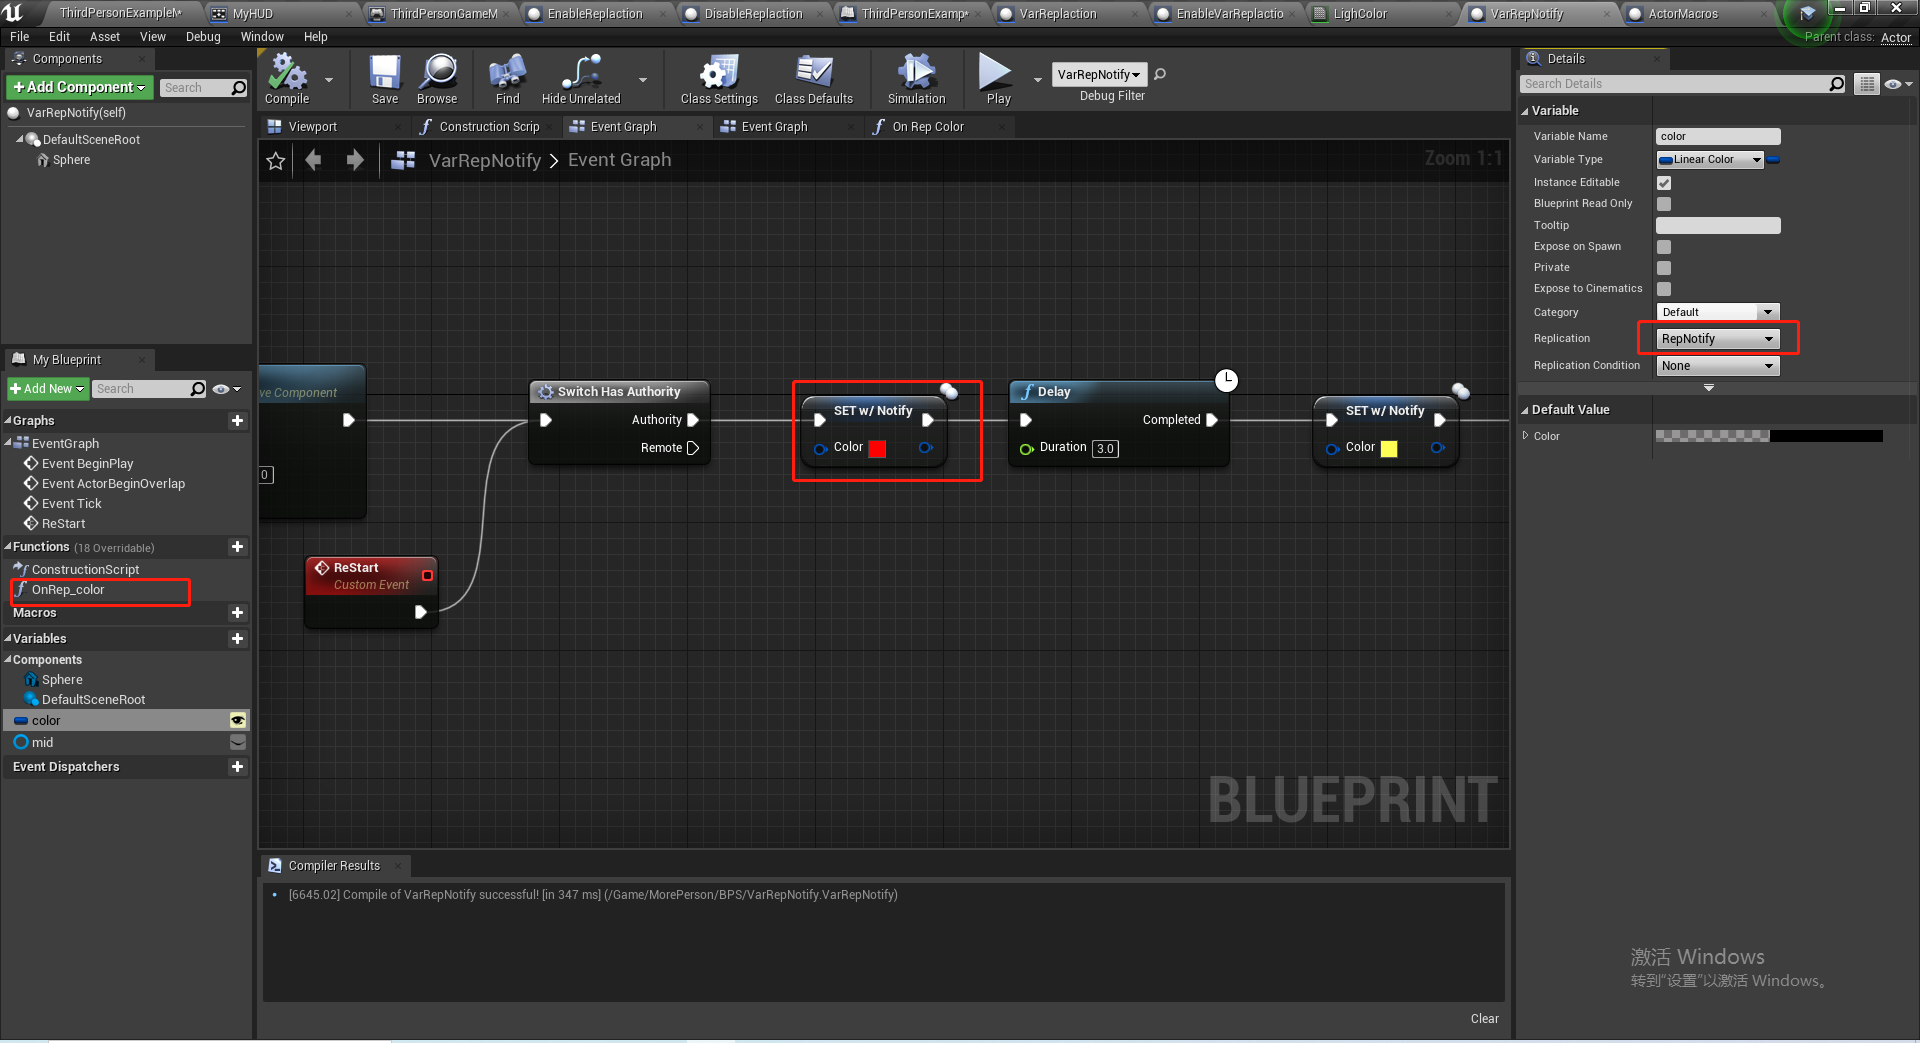 ThirdPersonExampleM*
MyHUD
ThirdPersonGameM
EnableReplaction
DisableReplaction
ThirdPersonExamp*
VarReplaction
EnableVarReplactio
LighColor
VarRepNotify
ActorMacros
File Edit Asset View Debug Window Help
Parent class: Actor
Components
+Add Component
Search
VarRepNotify(self)
DefaultSceneRoot
Sphere
Compile
Save
Browse
Find
Hide Unrelated
Class Settings
Class Defaults
Simulation
Play
VarRepNotify
Debug Filter
Viewport
Construction Scrip
Event Graph
Event Graph
On Rep Color
VarRepNotify > Event Graph
Zoom 1:1
My Blueprint
+Add New
Search
Graphs
EventGraph
Event BeginPlay
Event ActorBeginOverlap
Event Tick
ReStart
Functions (18 Overridable)
ConstructionScript
OnRep_color
Macros
Variables
Components
Sphere
DefaultSceneRoot
color
mid
Event Dispatchers
ve Component
0
Switch Has Authority
Authority
Remote
SET w/ Notify
Color
Delay
Completed
Duration 3.0
SET w/ Notify
Color
ReStart
Custom Event
BLUEPRINT
Compiler Results
[6645.02] Compile of VarRepNotify successful! [in 347 ms] (/Game/MorePerson/BPS/VarRepNotify.VarRepNotify)
Clear
Details
Search Details
Variable
Variable Name color
Variable Type Linear Color
Instance Editable
Blueprint Read Only
Tooltip
Expose on Spawn
Private
Expose to Cinematics
Category Default
Replication RepNotify
Replication Condition None
Default Value
Color
激活 Windows
转到“设置”以激活 Windows。